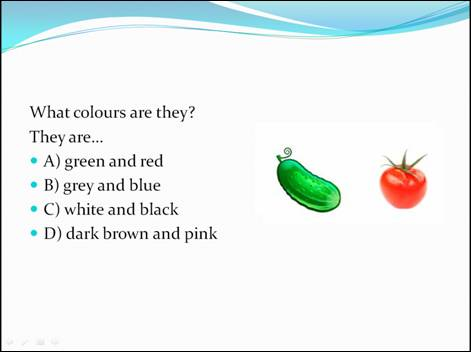 What colours are they?
They are...
• A) green and red
• B) grey and blue
• C) white and black
• D) dark brown and pink